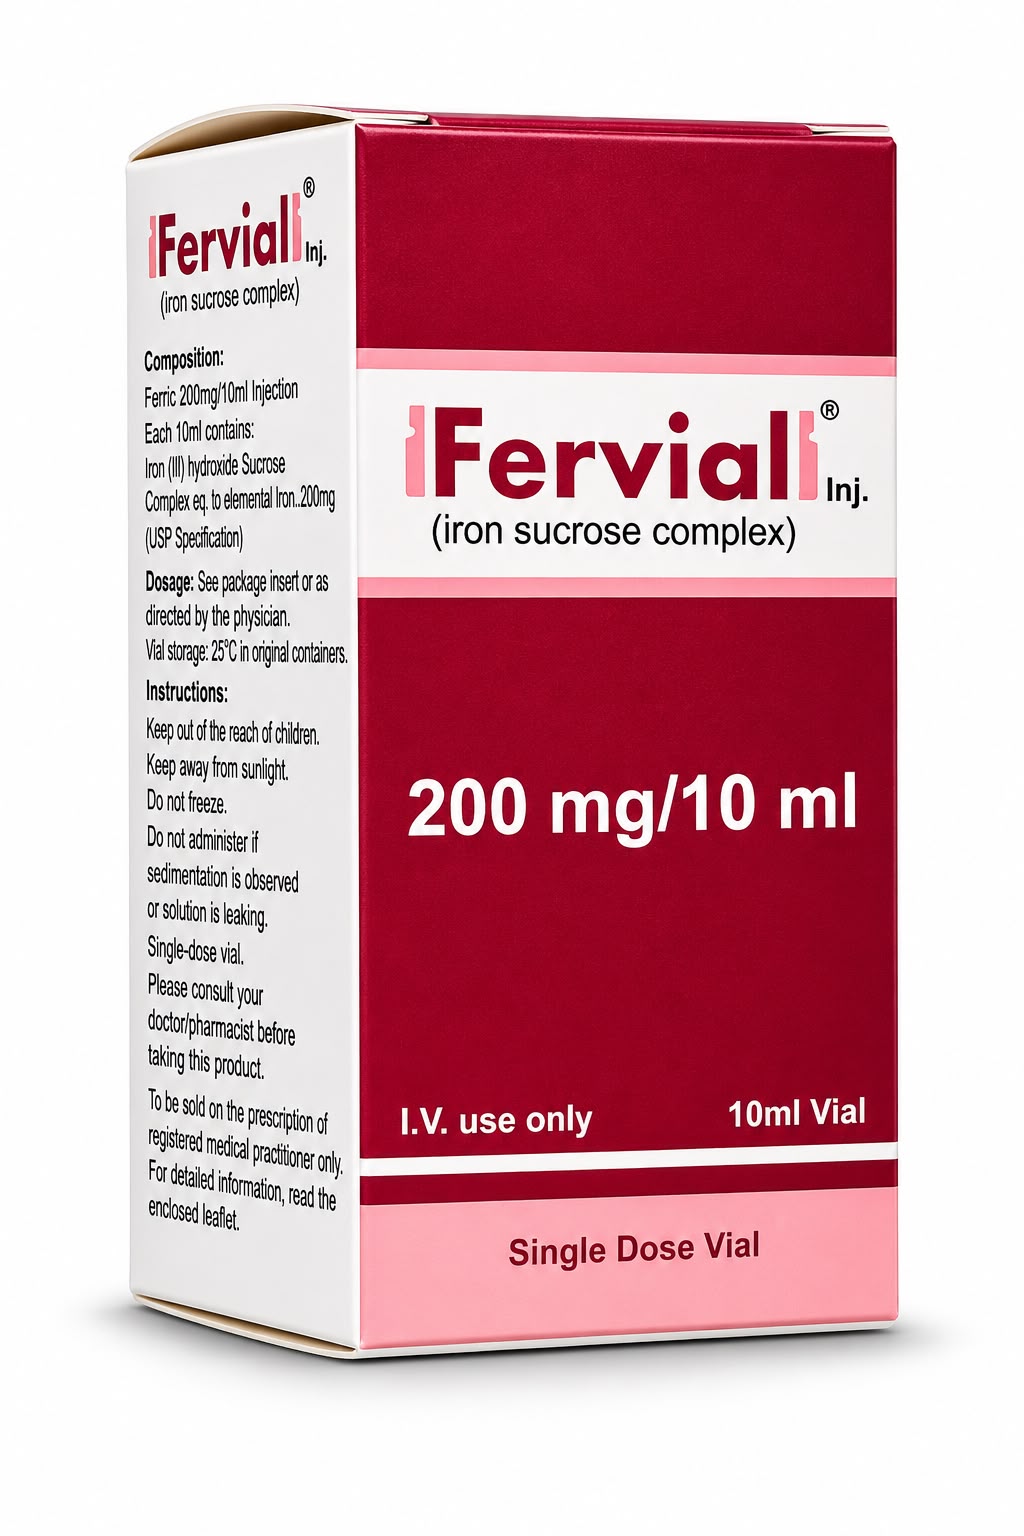 Fervial®
Inj.
(iron sucrose complex)
Composition:
Ferric 200mg/10ml Injection
Each 10ml contains:
Iron (III) hydroxide Sucrose
Complex eq. to elemental Iron..200mg
(USP Specification)
Dosage: See package insert or as
directed by the physician.
Vial storage: 25°C in original containers.
Instructions:
Keep out of the reach of children.
Keep away from sunlight.
Do not freeze.
Do not administer if
sedimentation is observed
or solution is leaking.
Single-dose vial.
Please consult your
doctor/pharmacist before
taking this product.
To be sold on the prescription of
registered medical practitioner only.
For detailed information, read the
enclosed leaflet.
Fervial®
Inj.
(iron sucrose complex)
200 mg/10 ml
I.V. use only
10ml Vial
Single Dose Vial